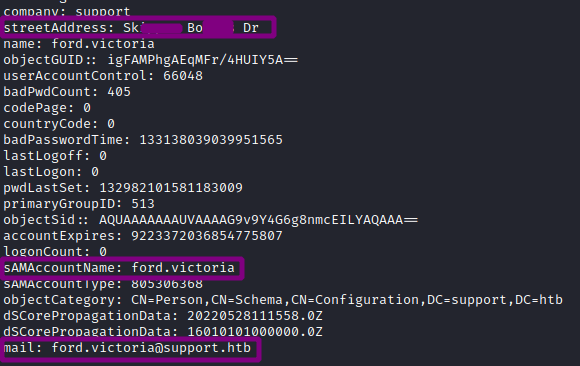 company: support
streetAddress: Sk Bo Dr
name: ford.victoria
objectGUID:: igFAMPhgAEqMFr/4HUIY5A==
userAccountControl: 66048
badPwdCount: 405
codePage: 0
countryCode: 0
badPasswordTime: 133138039039951565
lastLogoff: 0
lastLogon: 0
pwdLastSet: 132982101581183009
primaryGroupID: 513
objectSid:: AQUAAAAAAAUVAAAAG9v9Y4G6g8nmcEILYAQAAA==
accountExpires: 9223372036854775807
logonCount: 0
sAMAccountName: ford.victoria
sAMAccountType: 805306368
objectCategory: CN=Person,CN=Schema,CN=Configuration,DC=support,DC=htb
dSCorePropagationData: 20220528111558.0Z
dSCorePropagationData: 16010101000000.0Z
mail: ford.victoria@support.htb